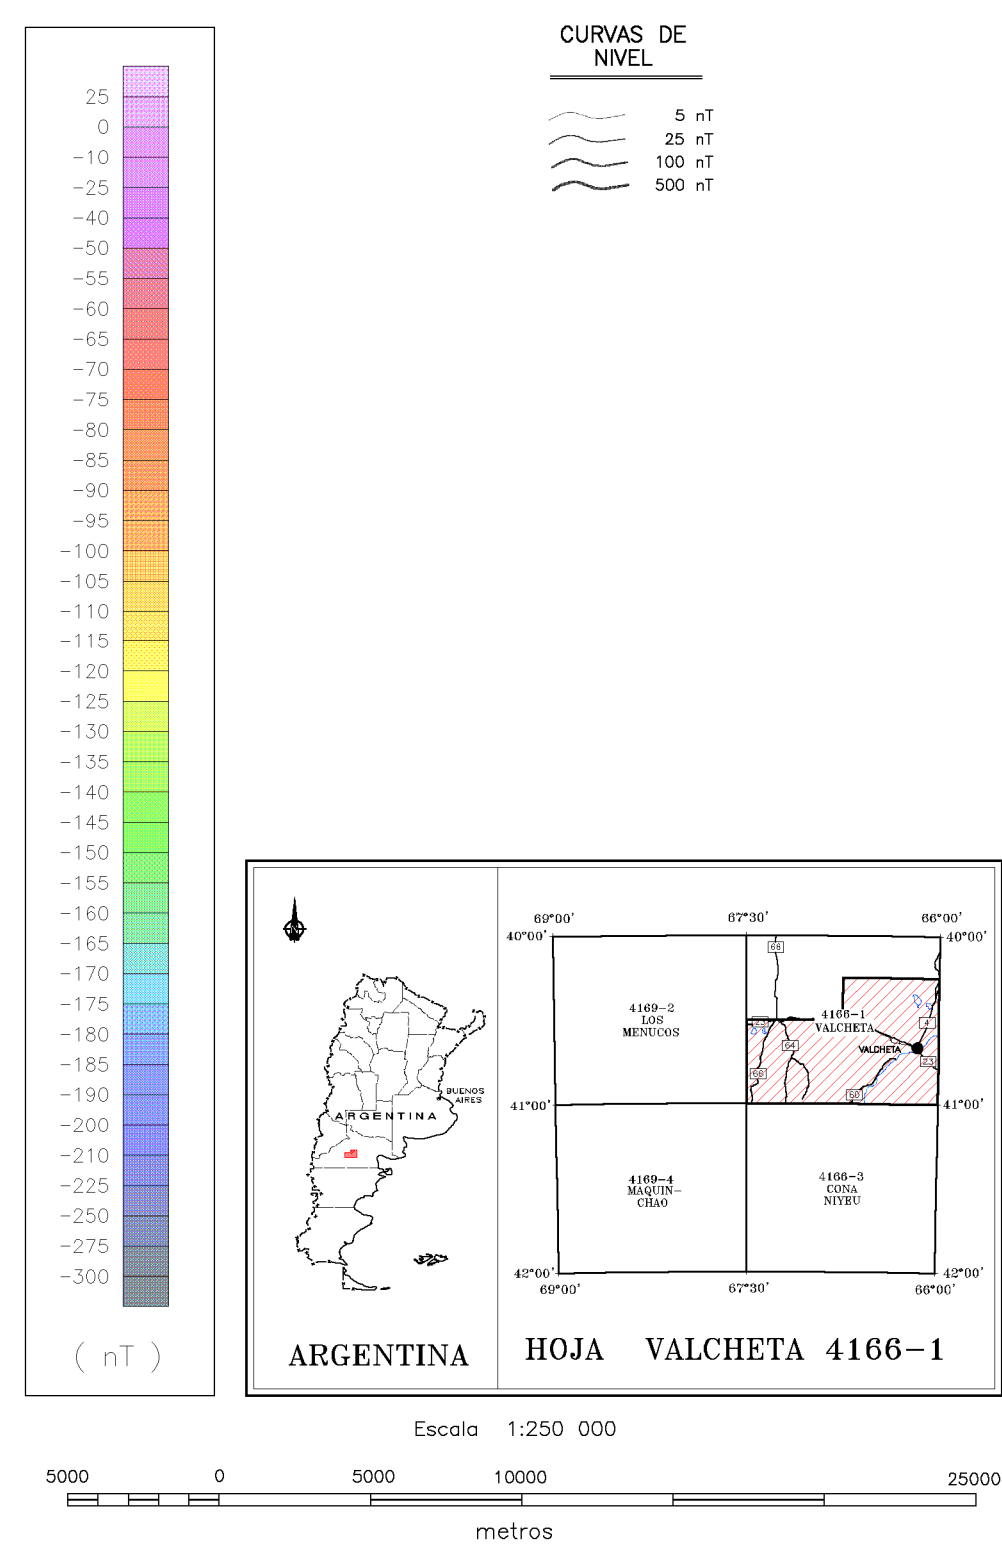 CURVAS DE
NIVEL
5 nT
25 nT
100 nT
500 nT
25
0
-10
-25
-40
-50
-55
-60
-65
-70
-75
-80
-85
-90
-95
-100
-105
-110
-115
-120
-125
-130
-135
-140
-145
-150
-155
-160
-165
-170
-175
-180
-185
-190
-200
-210
-225
-250
-275
-300
( nT )
BUENOS
AIRES
ARGENTINA
ARGENTINA
69°00'
67°30'
66°00'
40°00'
40°00'
68
4169-2
LOS
MENUCOS
4166-1
VALCHETA
23
4
64
VALCHETA
23
66
60
41°00'
41°00'
4169-4
MAQUIN-
CHAO
4166-3
CONA
NIYEU
42°00'
42°00'
69°00'
67°30'
66°00'
HOJA VALCHETA 4166-1
Escala 1:250 000
5000 0 5000 10000 25000
metros